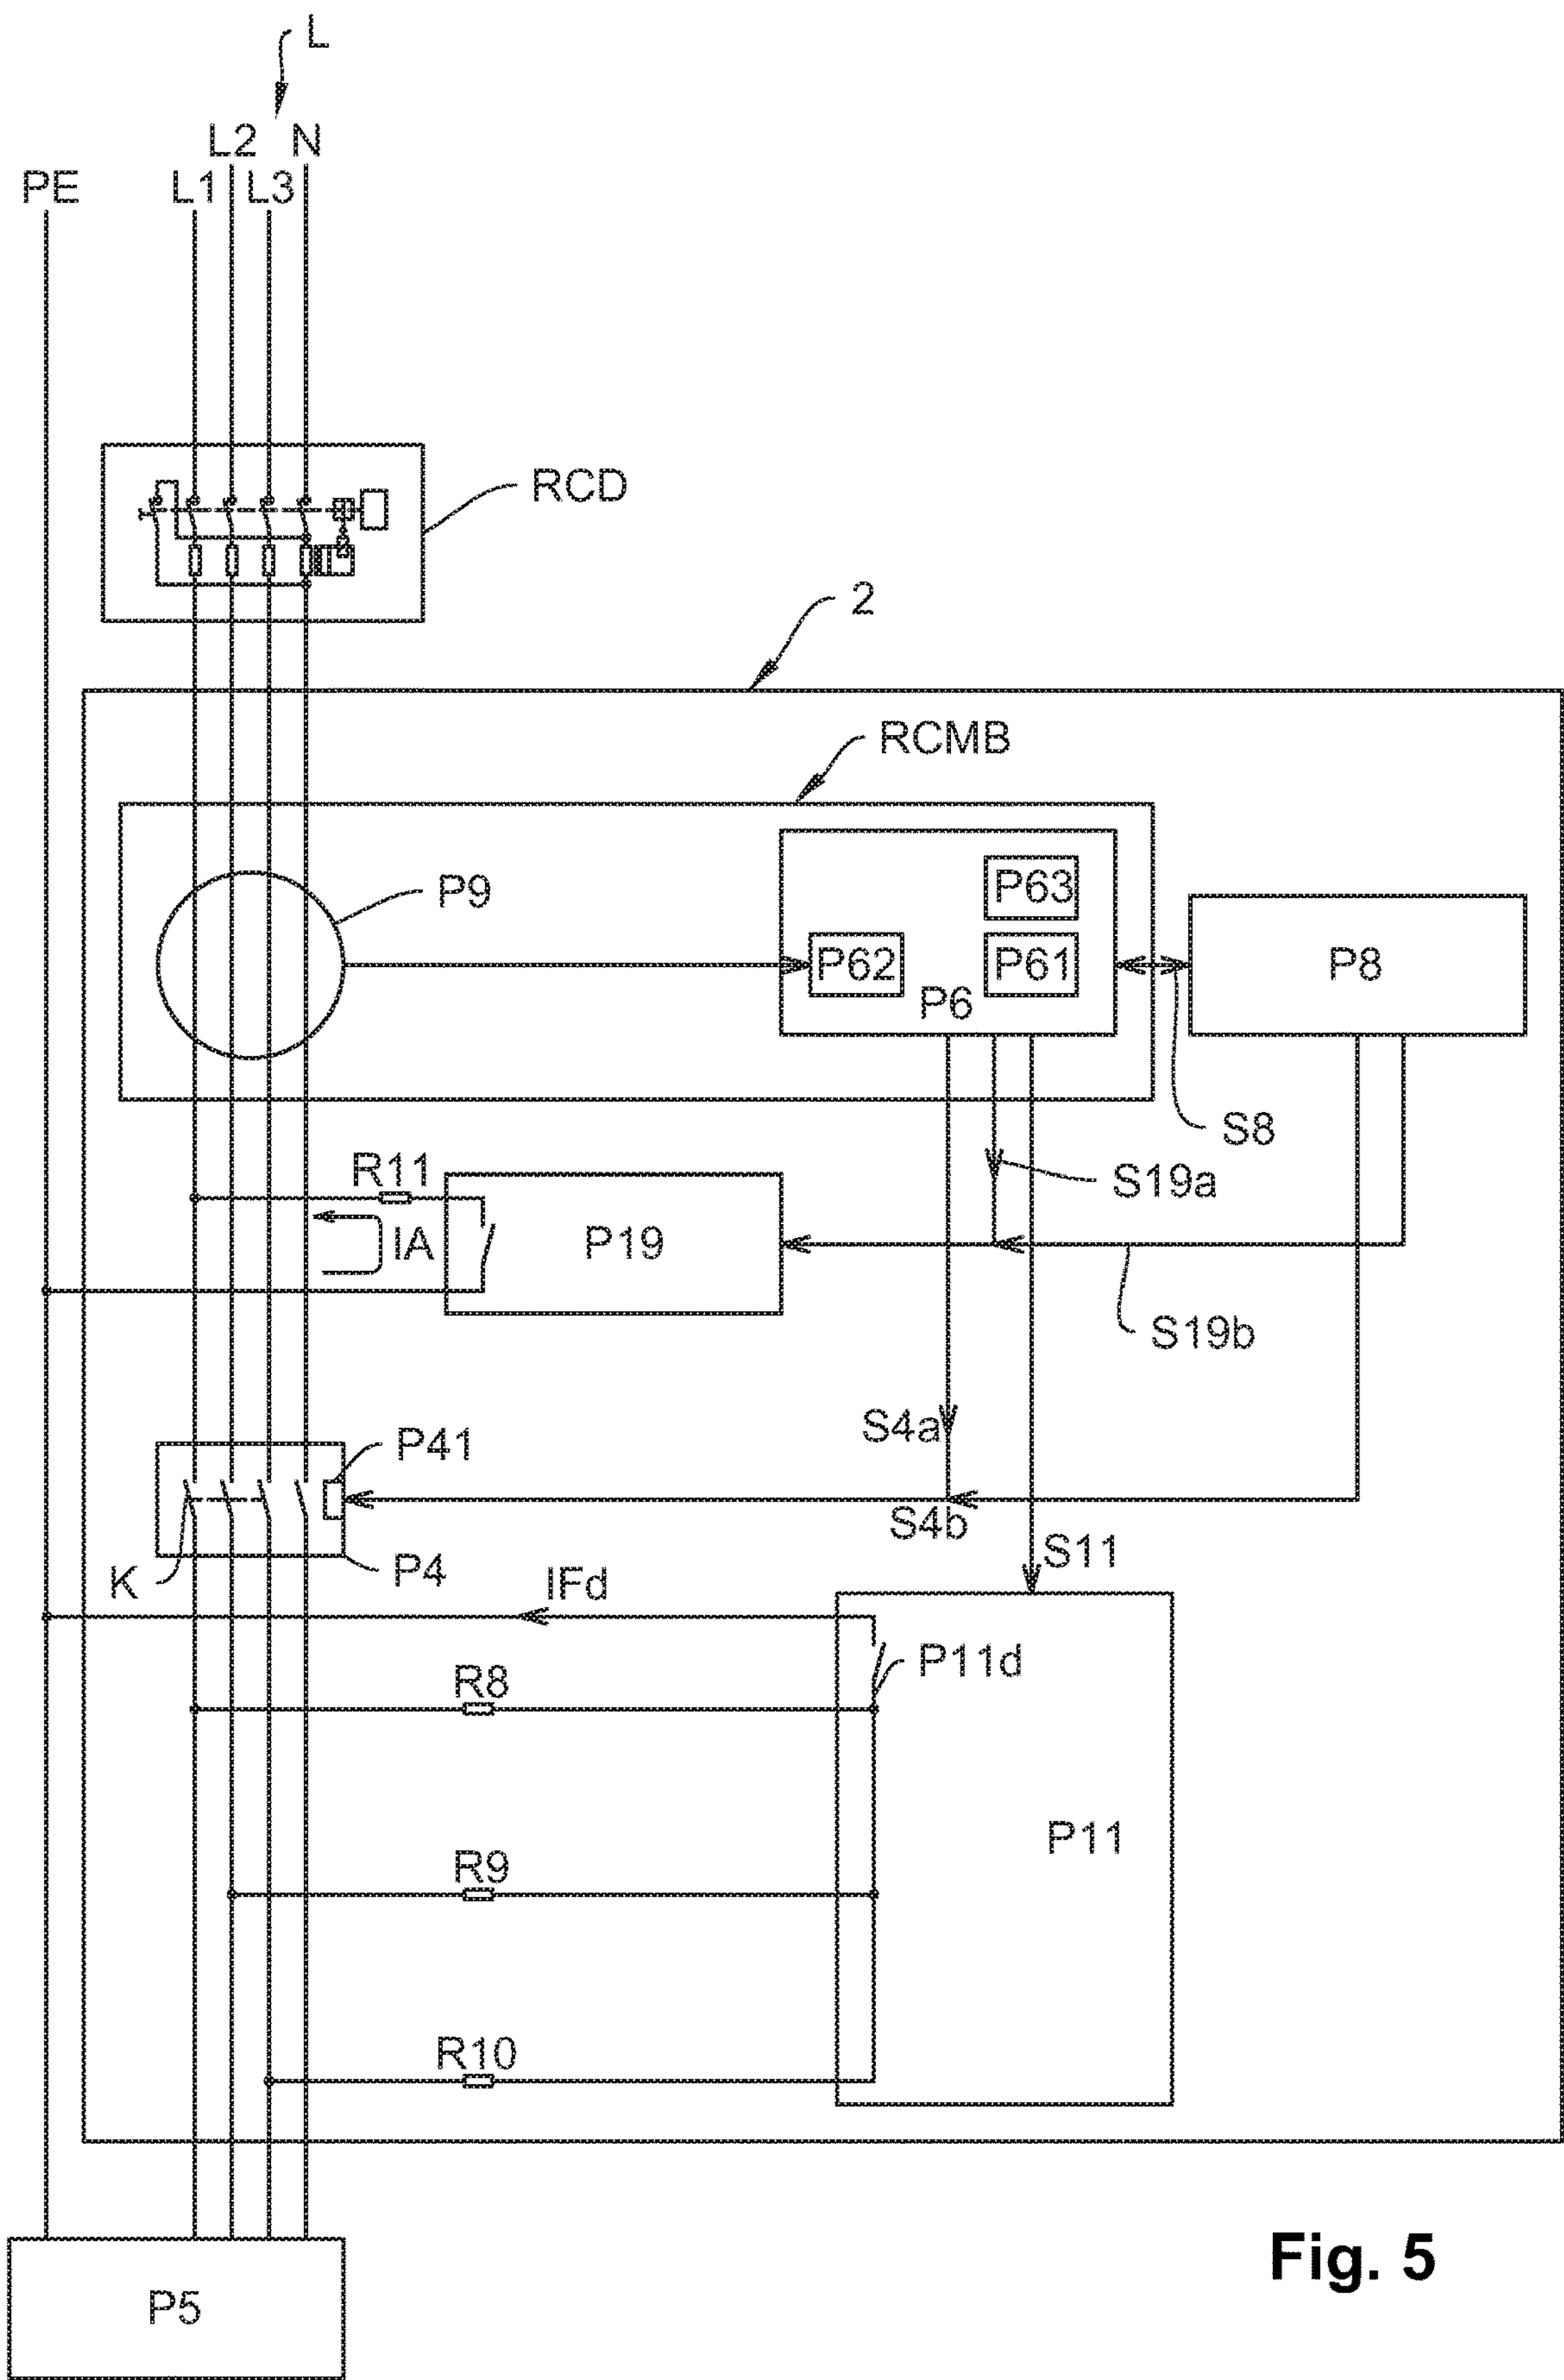 L
L2 N
PE L1 L3
RCD
2
RCMB
P9
P63
P62 P61
P6
P8
S8
R11
S19a
IA
P19
S19b
S4a
P41
S4b
S11
K
P4
IFd
P11d
R8
P11
R9
R10
P5
Fig. 5